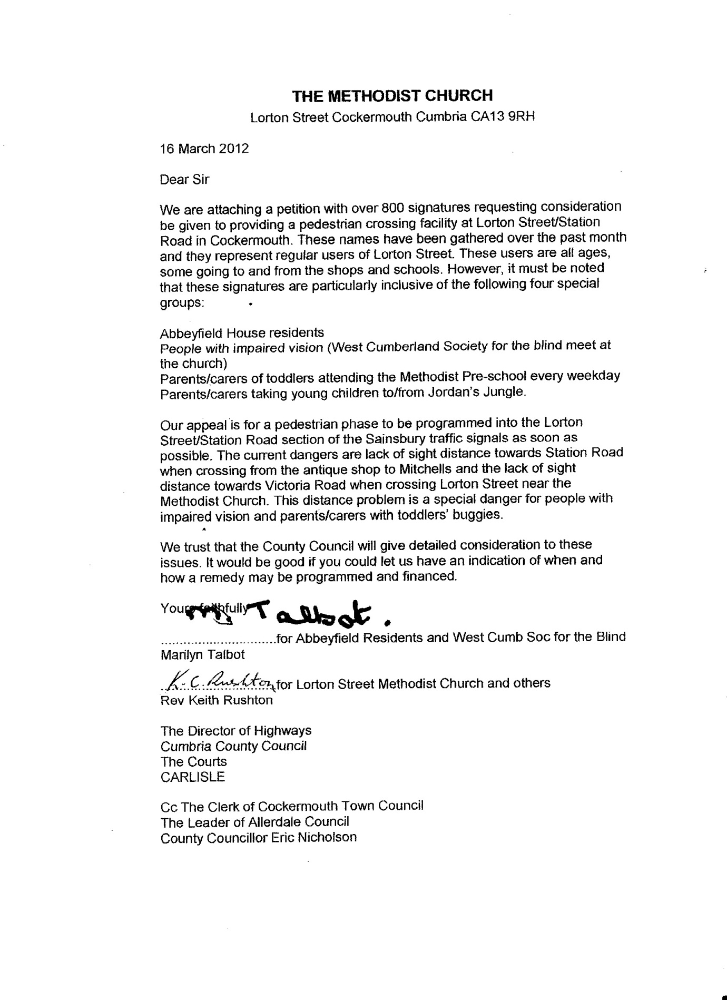 THE METHODIST CHURCH
Lorton Street Cockermouth Cumbria CA13 9RH
16 March 2012
Dear Sir
We are attaching a petition with over 800 signatures requesting consideration
be given to providing a pedestrian crossing facility at Lorton Street/Station
Road in Cockermouth. These names have been gathered over the past month
and they represent regular users of Lorton Street. These users are all ages,
some going to and from the shops and schools. However, it must be noted
that these signatures are particularly inclusive of the following four special
groups:
Abbeyfield House residents
People with impaired vision (West Cumberland Society for the blind meet at
the church)
Parents/carers of toddlers attending the Methodist Pre-school every weekday
Parents/carers taking young children to/from Jordan's Jungle.
Our appeal is for a pedestrian phase to be programmed into the Lorton
Street/Station Road section of the Sainsbury traffic signals as soon as
possible. The current dangers are lack of sight distance towards Station Road
when crossing from the antique shop to Mitchells and the lack of sight
distance towards Victoria Road when crossing Lorton Street near the
Methodist Church. This distance problem is a special danger for people with
impaired vision and parents/carers with toddlers' buggies.
We trust that the County Council will give detailed consideration to these
issues. It would be good if you could let us have an indication of when and
how a remedy may be programmed and financed.
Yours faithfully
M Talbot.
...............................for Abbeyfield Residents and West Cumb Soc for the Blind
Marilyn Talbot
K. C. Rushton for Lorton Street Methodist Church and others
Rev Keith Rushton
The Director of Highways
Cumbria County Council
The Courts
CARLISLE
Cc The Clerk of Cockermouth Town Council
The Leader of Allerdale Council
County Councillor Eric Nicholson